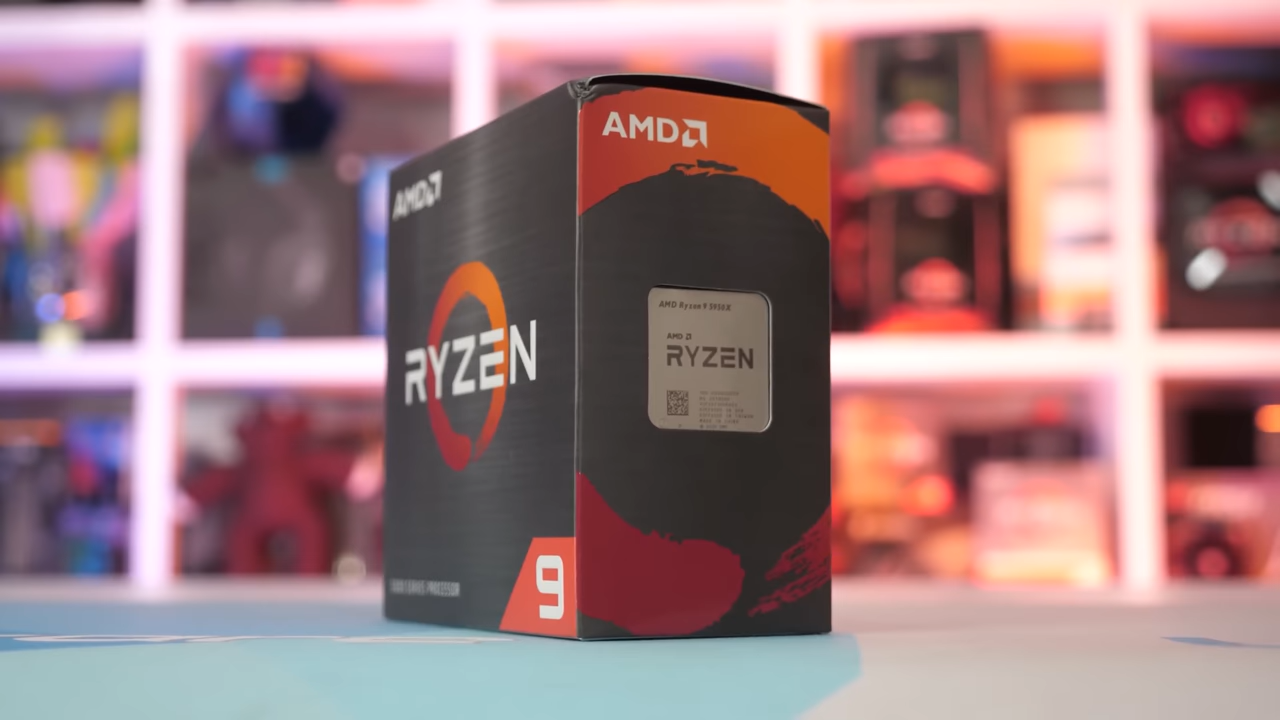 AMD
RYZEN
5000 SERIES PROCESSOR
9
AMD
AMD Ryzen 9 5950X
AMD
RYZEN